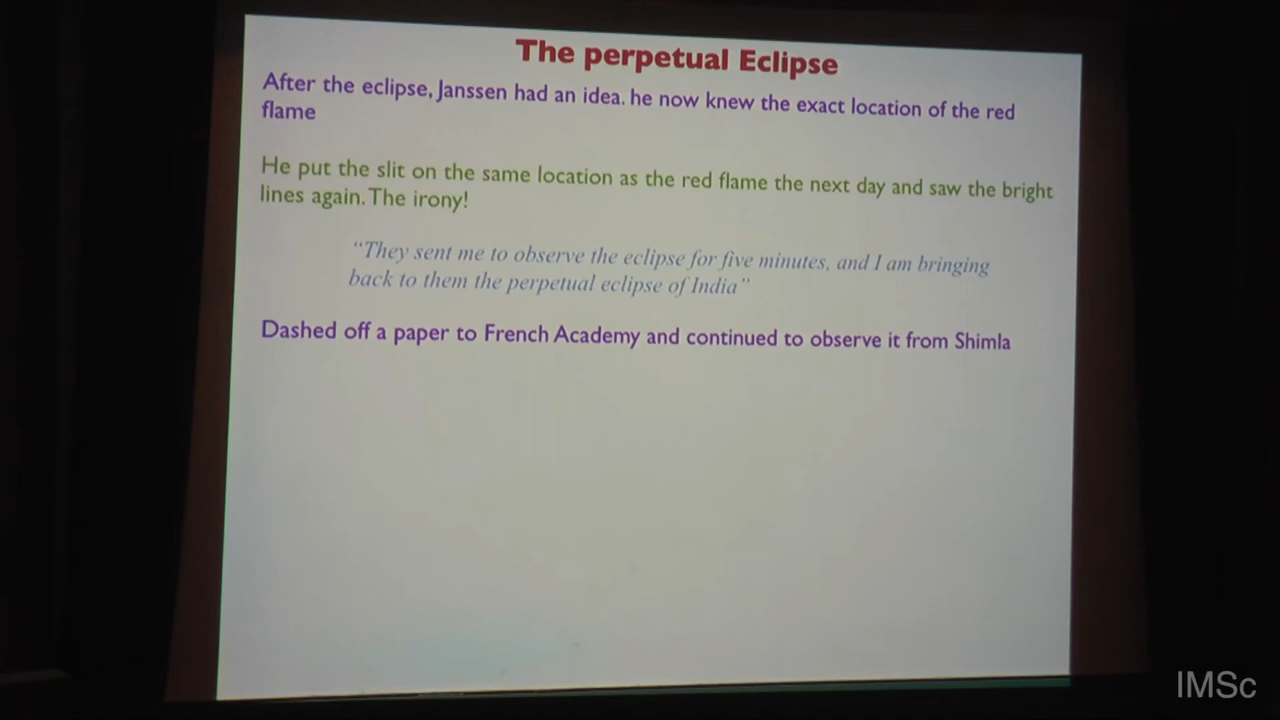 The perpetual Eclipse
After the eclipse, Janssen had an idea. he now knew the exact location of the red
flame
He put the slit on the same location as the red flame the next day and saw the bright
lines again. The irony!
“They sent me to observe the eclipse for five minutes, and I am bringing
back to them the perpetual eclipse of India”
Dashed off a paper to French Academy and continued to observe it from Shimla
IMSc